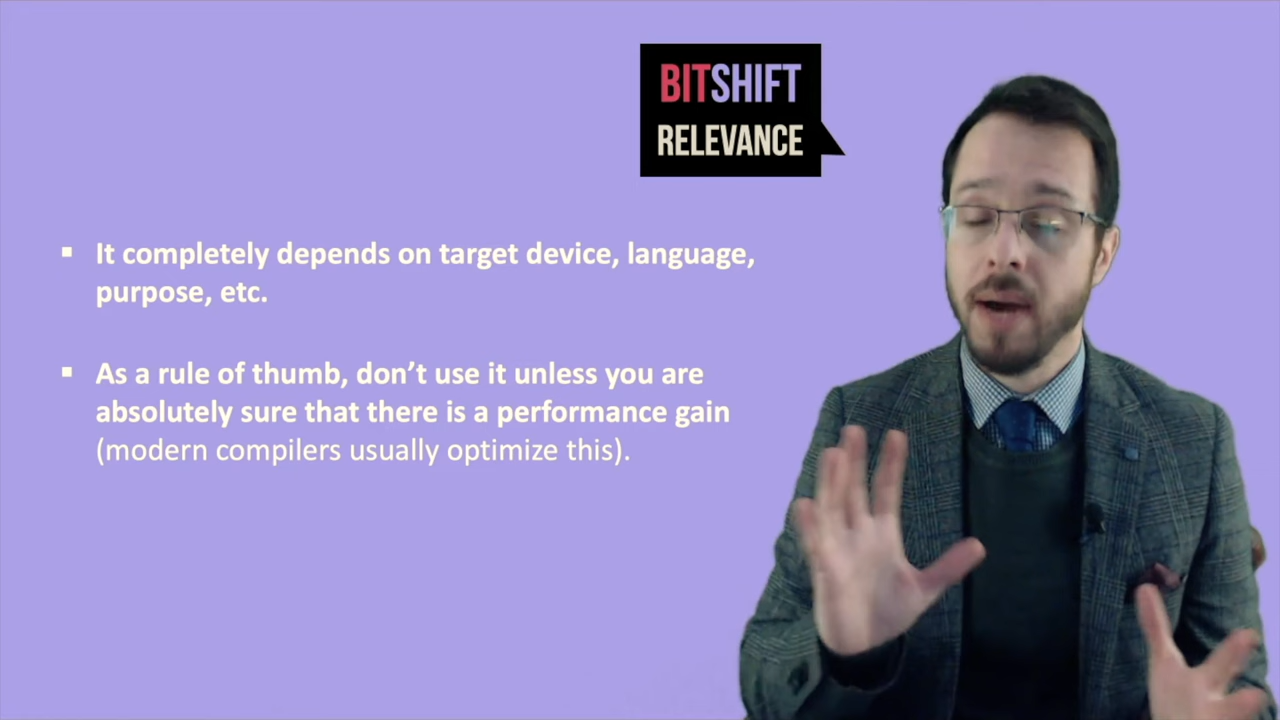 BITSHIFT
RELEVANCE
▪ It completely depends on target device, language,
purpose, etc.
▪ As a rule of thumb, don’t use it unless you are
absolutely sure that there is a performance gain
(modern compilers usually optimize this).